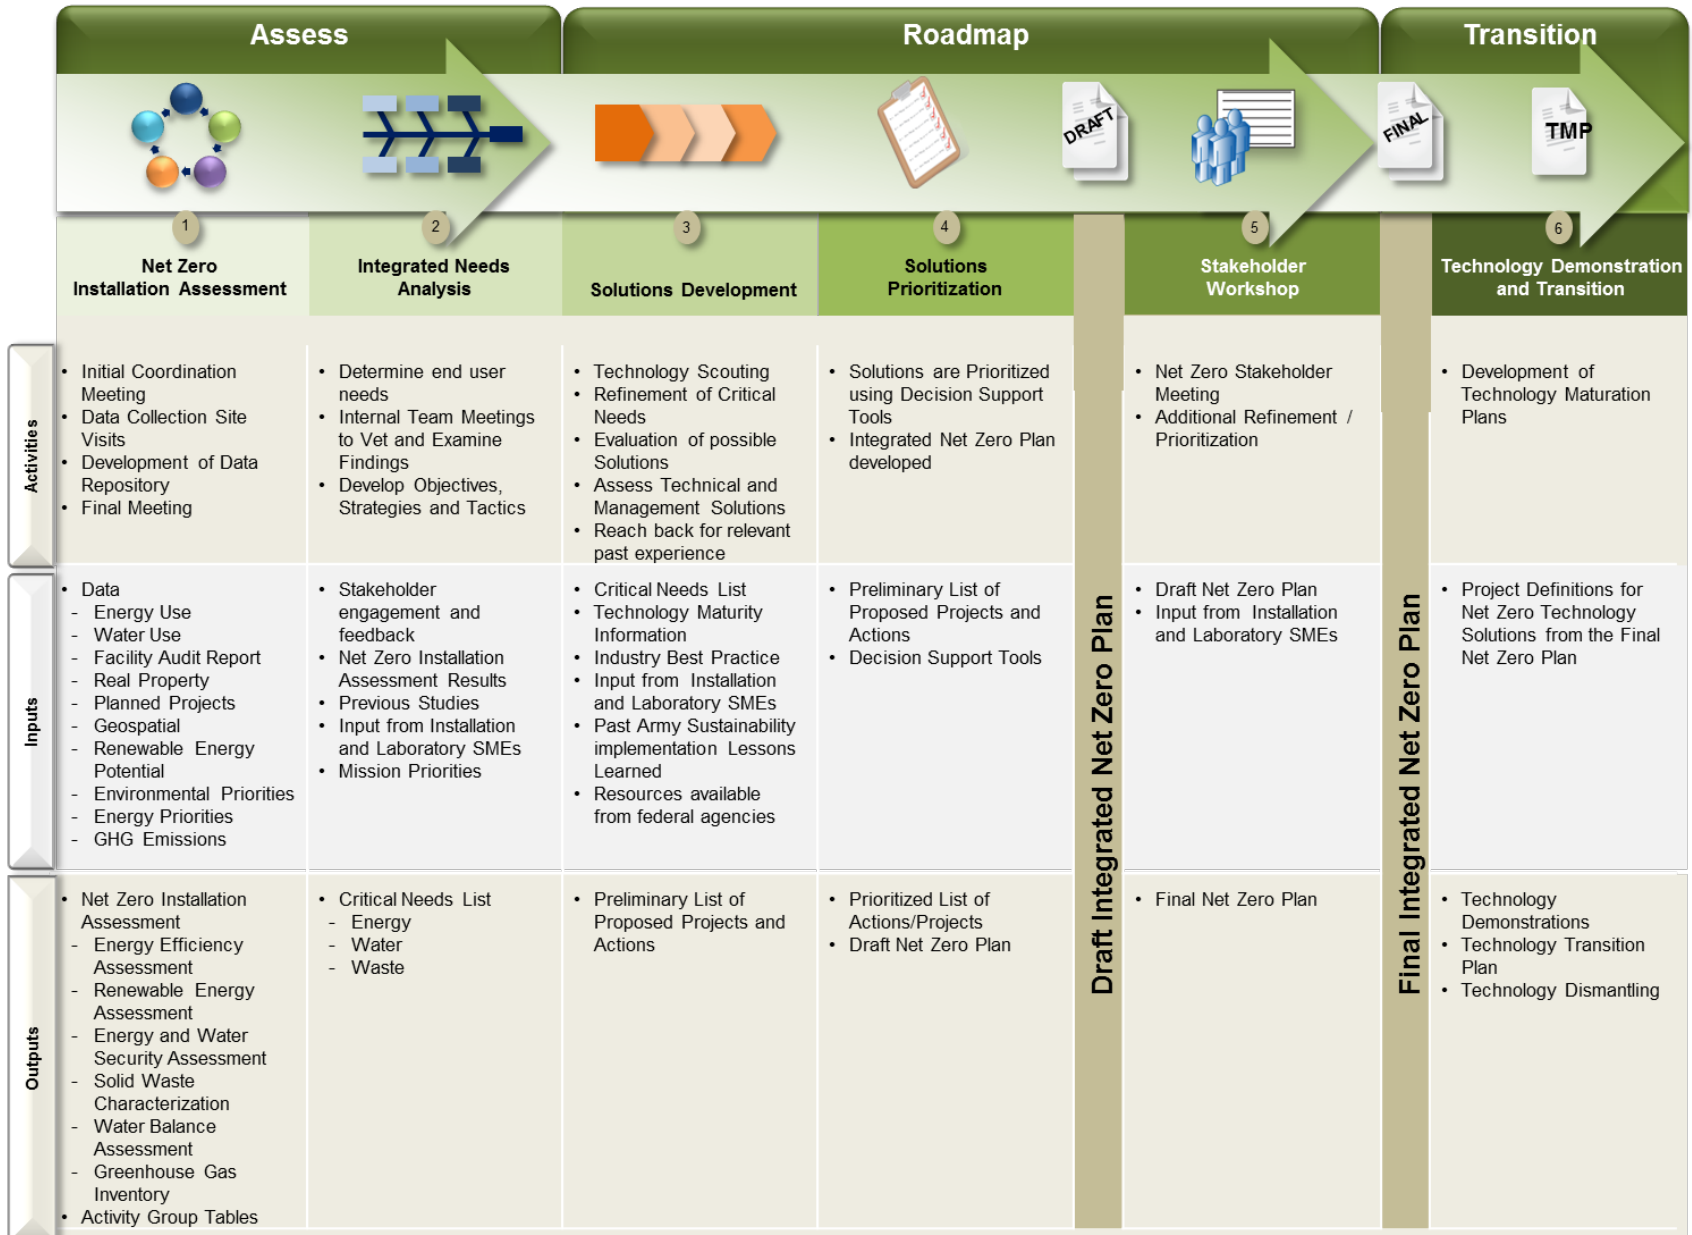 Assess
Roadmap
Transition
DRAFT
FINAL
TMP
1
2
3
4
5
6
Net Zero
Installation Assessment
Integrated Needs
Analysis
Solutions Development
Solutions
Prioritization
Stakeholder
Workshop
Technology Demonstration
and Transition
Activities
• Initial Coordination
Meeting
• Data Collection Site
Visits
• Development of Data
Repository
• Final Meeting
• Determine end user
needs
• Internal Team Meetings
to Vet and Examine
Findings
• Develop Objectives,
Strategies and Tactics
• Technology Scouting
• Refinement of Critical
Needs
• Evaluation of possible
Solutions
• Assess Technical and
Management Solutions
• Reach back for relevant
past experience
• Solutions are Prioritized
using Decision Support
Tools
• Integrated Net Zero Plan
developed
• Net Zero Stakeholder
Meeting
• Additional Refinement /
Prioritization
• Development of
Technology Maturation
Plans
Inputs
• Data
- Energy Use
- Water Use
- Facility Audit Report
- Real Property
- Planned Projects
- Geospatial
- Renewable Energy
Potential
- Environmental Priorities
- Energy Priorities
- GHG Emissions
• Stakeholder
engagement and
feedback
• Net Zero Installation
Assessment Results
• Previous Studies
• Input from Installation
and Laboratory SMEs
• Mission Priorities
• Critical Needs List
• Technology Maturity
Information
• Industry Best Practice
• Input from Installation
and Laboratory SMEs
• Past Army Sustainability
implementation Lessons
Learned
• Resources available
from federal agencies
• Preliminary List of
Proposed Projects and
Actions
• Decision Support Tools
• Draft Net Zero Plan
• Input from Installation
and Laboratory SMEs
• Project Definitions for
Net Zero Technology
Solutions from the Final
Net Zero Plan
Outputs
• Net Zero Installation
Assessment
- Energy Efficiency
Assessment
- Renewable Energy
Assessment
- Energy and Water
Security Assessment
- Solid Waste
Characterization
- Water Balance
Assessment
- Greenhouse Gas
Inventory
• Activity Group Tables
• Critical Needs List
- Energy
- Water
- Waste
• Preliminary List of
Proposed Projects and
Actions
• Prioritized List of
Actions/Projects
• Draft Net Zero Plan
• Final Net Zero Plan
• Technology
Demonstrations
• Technology Transition
Plan
• Technology Dismantling
Draft Integrated Net Zero Plan
Final Integrated Net Zero Plan